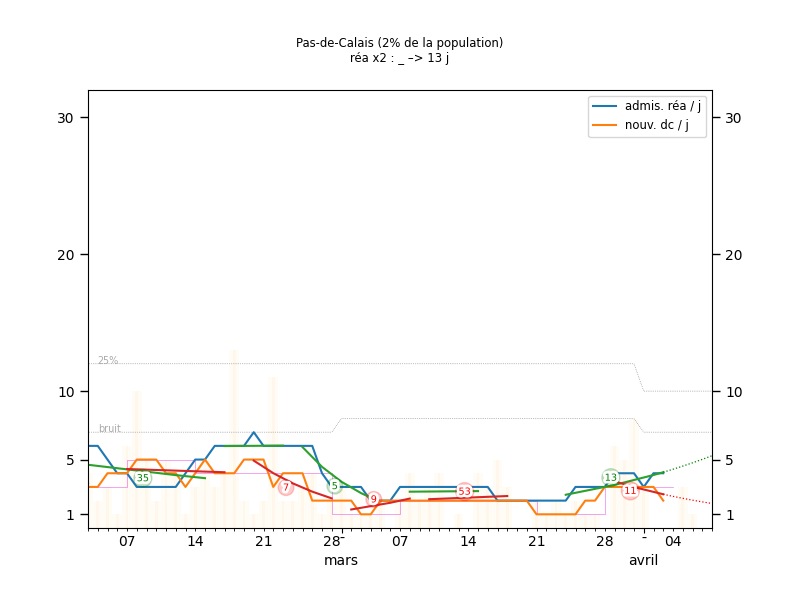 Pas-de-Calais (2% de la population)
réa x2 : _ –> 13 j
admis. réa / j
nouv. dc / j
30 30
20 20
25%
10 10
bruit
5 5
35 7 5 9 53 13 11
1 1
07 14 21 28 07 14 21 28 04
mars avril